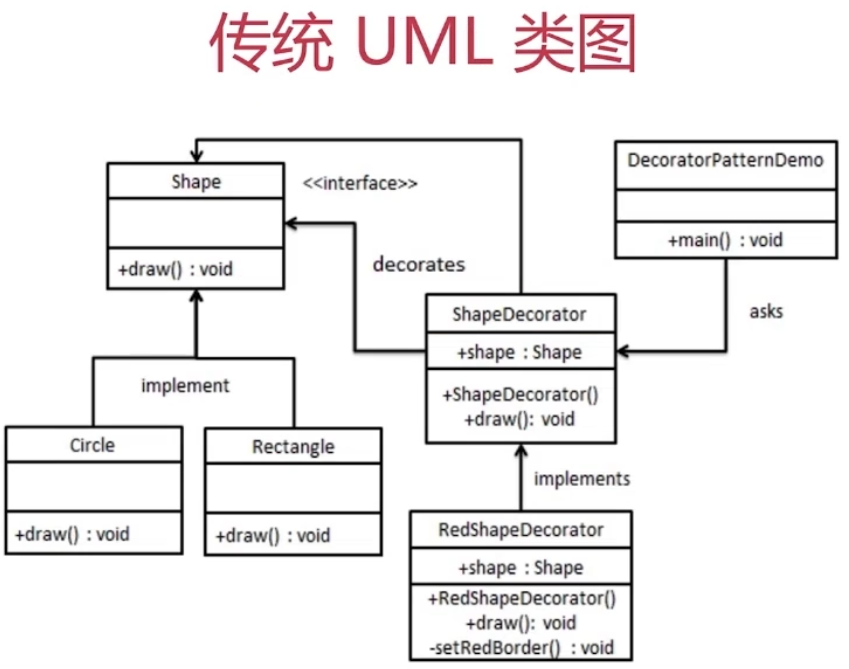 传统 UML 类图
Shape
+draw() : void
<<interface>>
decorates
DecoratorPatternDemo
+main() : void
asks
ShapeDecorator
+shape : Shape
+ShapeDecorator()
+draw(): void
implement
Circle
+draw() : void
Rectangle
+draw() : void
implements
RedShapeDecorator
+shape : Shape
+RedShapeDecorator()
+draw(): void
-setRedBorder() : void